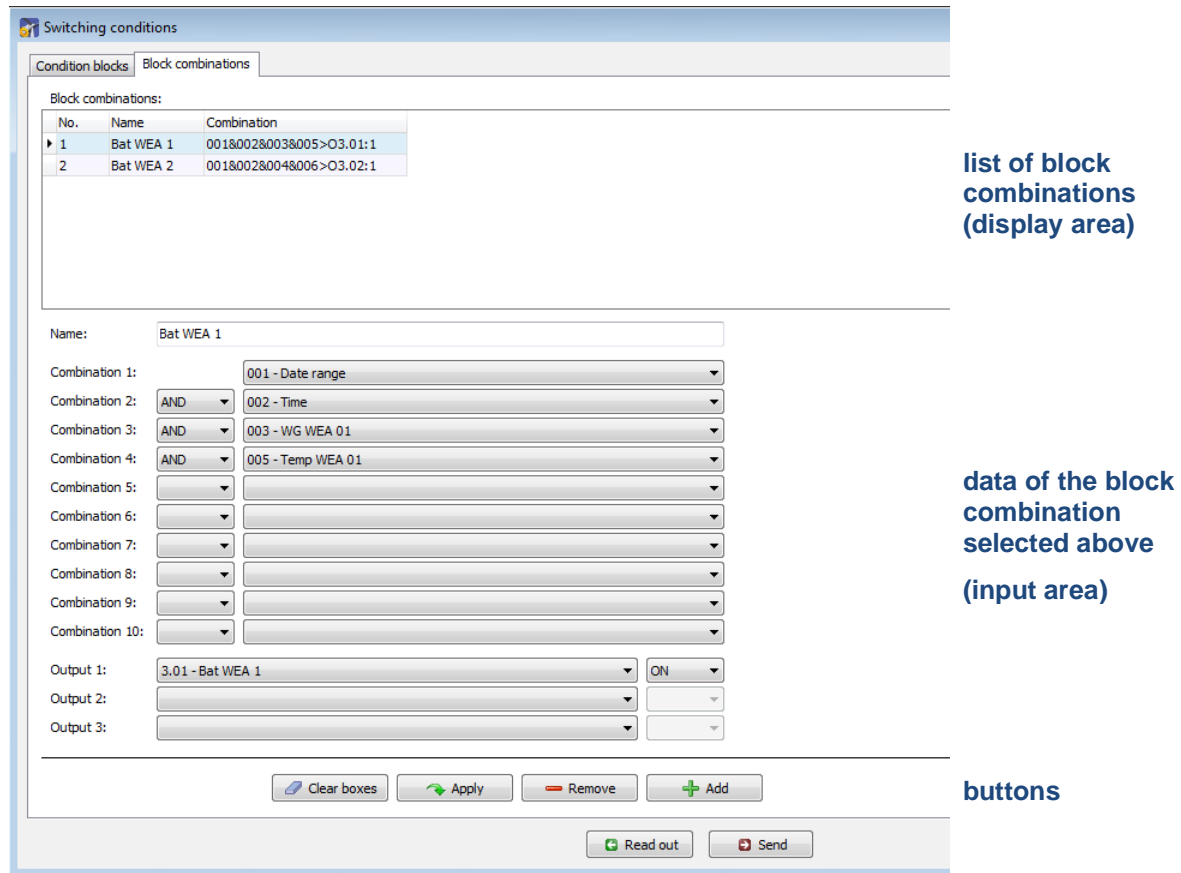 Switching conditions
Condition blocks Block combinations
Block combinations:
No. Name Combination
1 Bat WEA 1 001&002&003&005>O3.01:1
2 Bat WEA 2 001&002&004&006>O3.02:1
list of block
combinations
(display area)
Name: Bat WEA 1
Combination 1: 001 - Date range
Combination 2: AND 002 - Time
Combination 3: AND 003 - WG WEA 01
Combination 4: AND 005 - Temp WEA 01
Combination 5:
Combination 6:
Combination 7:
Combination 8:
Combination 9:
Combination 10:
data of the block
combination
selected above
(input area)
Output 1: 3.01 - Bat WEA 1 ON
Output 2:
Output 3:
Clear boxes Apply Remove Add
buttons
Read out Send